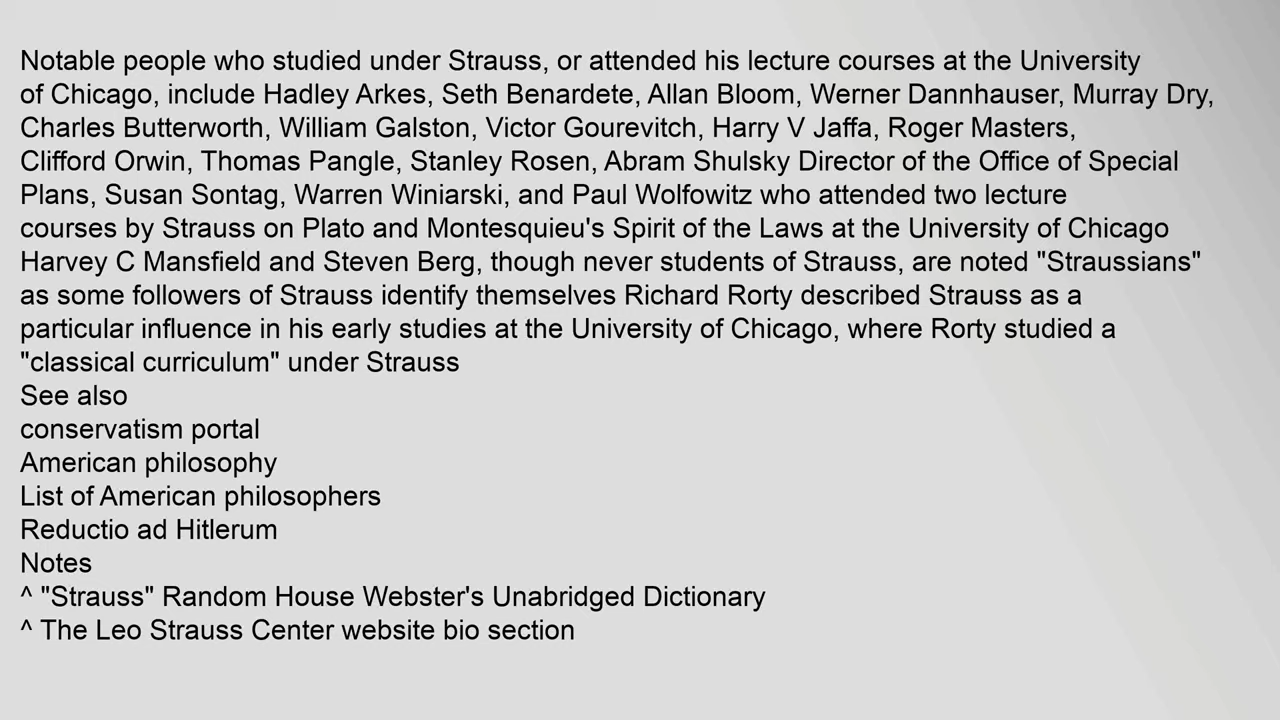 Notable people who studied under Strauss, or attended his lecture courses at the University
of Chicago, include Hadley Arkes, Seth Benardete, Allan Bloom, Werner Dannhauser, Murray Dry,
Charles Butterworth, William Galston, Victor Gourevitch, Harry V Jaffa, Roger Masters,
Clifford Orwin, Thomas Pangle, Stanley Rosen, Abram Shulsky Director of the Office of Special
Plans, Susan Sontag, Warren Winiarski, and Paul Wolfowitz who attended two lecture
courses by Strauss on Plato and Montesquieu's Spirit of the Laws at the University of Chicago
Harvey C Mansfield and Steven Berg, though never students of Strauss, are noted "Straussians"
as some followers of Strauss identify themselves Richard Rorty described Strauss as a
particular influence in his early studies at the University of Chicago, where Rorty studied a
"classical curriculum" under Strauss
See also
conservatism portal
American philosophy
List of American philosophers
Reductio ad Hitlerum
Notes
^ "Strauss" Random House Webster's Unabridged Dictionary
^ The Leo Strauss Center website bio section